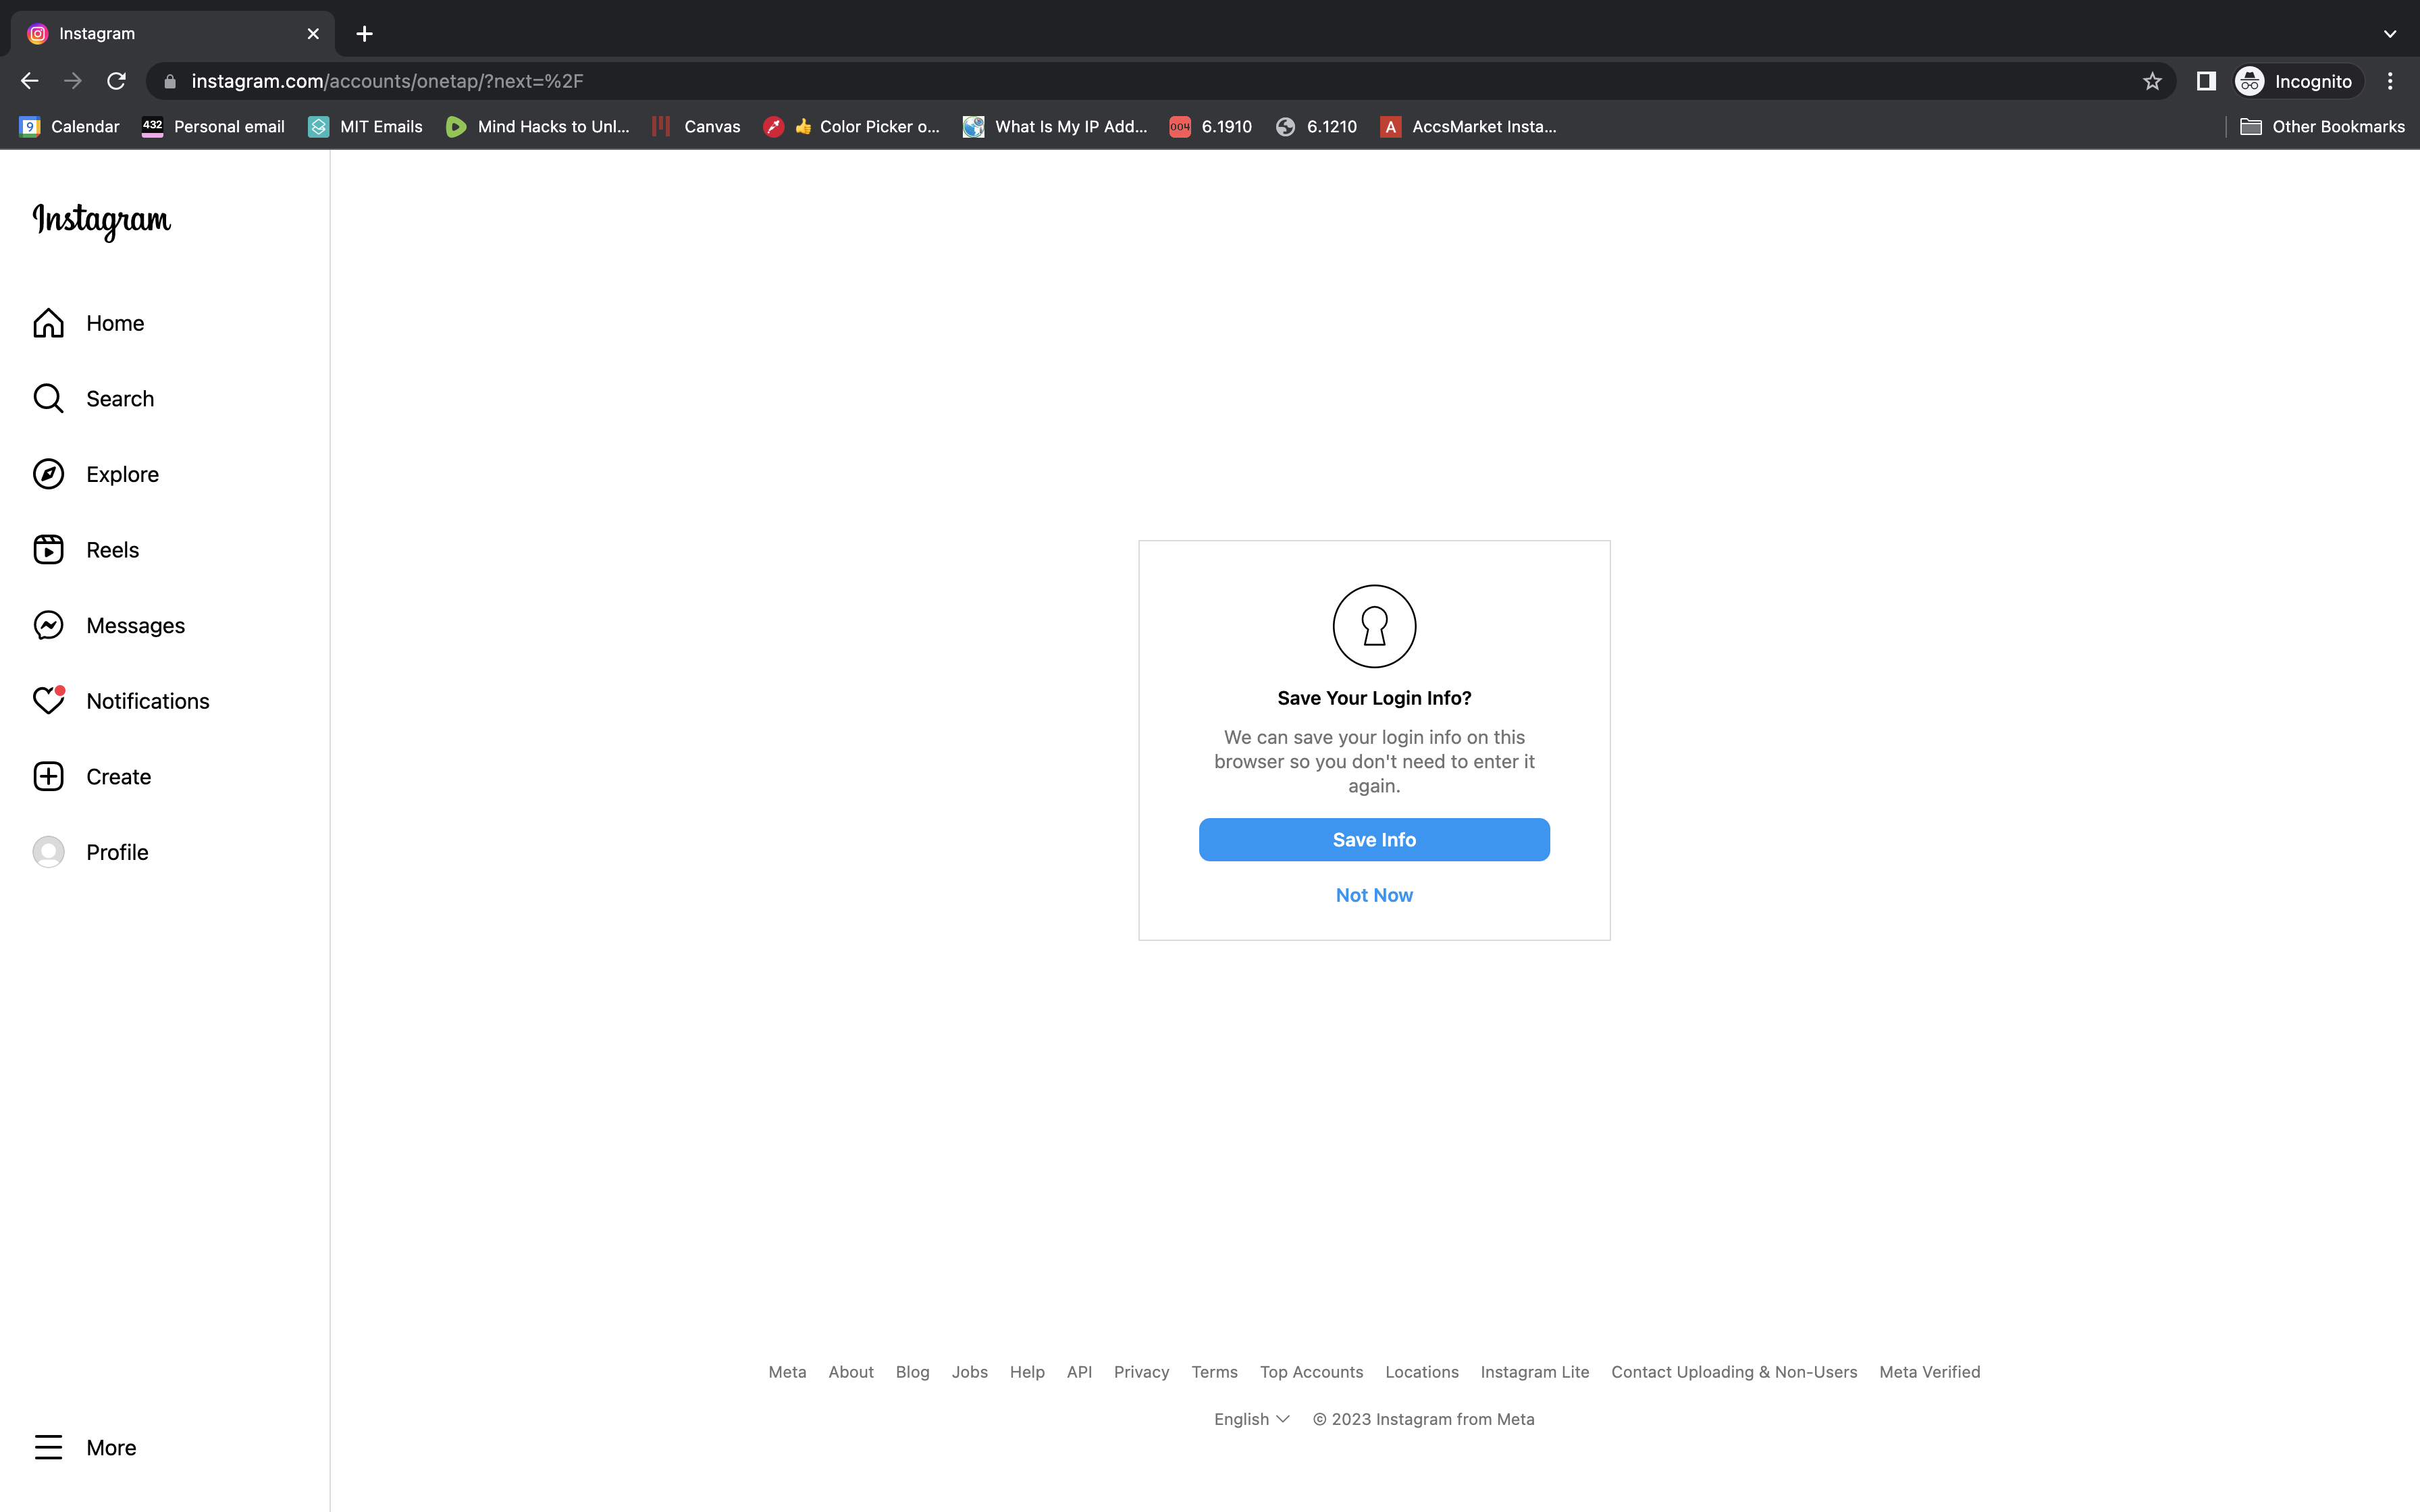 Instagram
instagram.com/accounts/onetap/?next=%2F
Incognito
9 Calendar
432 Personal email
MIT Emails
Mind Hacks to Unl...
Canvas
👍 Color Picker o...
What Is My IP Add...
004 6.1910
6.1210
A AccsMarket Insta...
Other Bookmarks
Instagram
Home
Search
Explore
Reels
Messages
Notifications
Create
Profile
More
Save Your Login Info?
We can save your login info on this
browser so you don't need to enter it
again.
Save Info
Not Now
Meta About Blog Jobs Help API Privacy Terms Top Accounts Locations Instagram Lite Contact Uploading & Non-Users Meta Verified
English © 2023 Instagram from Meta